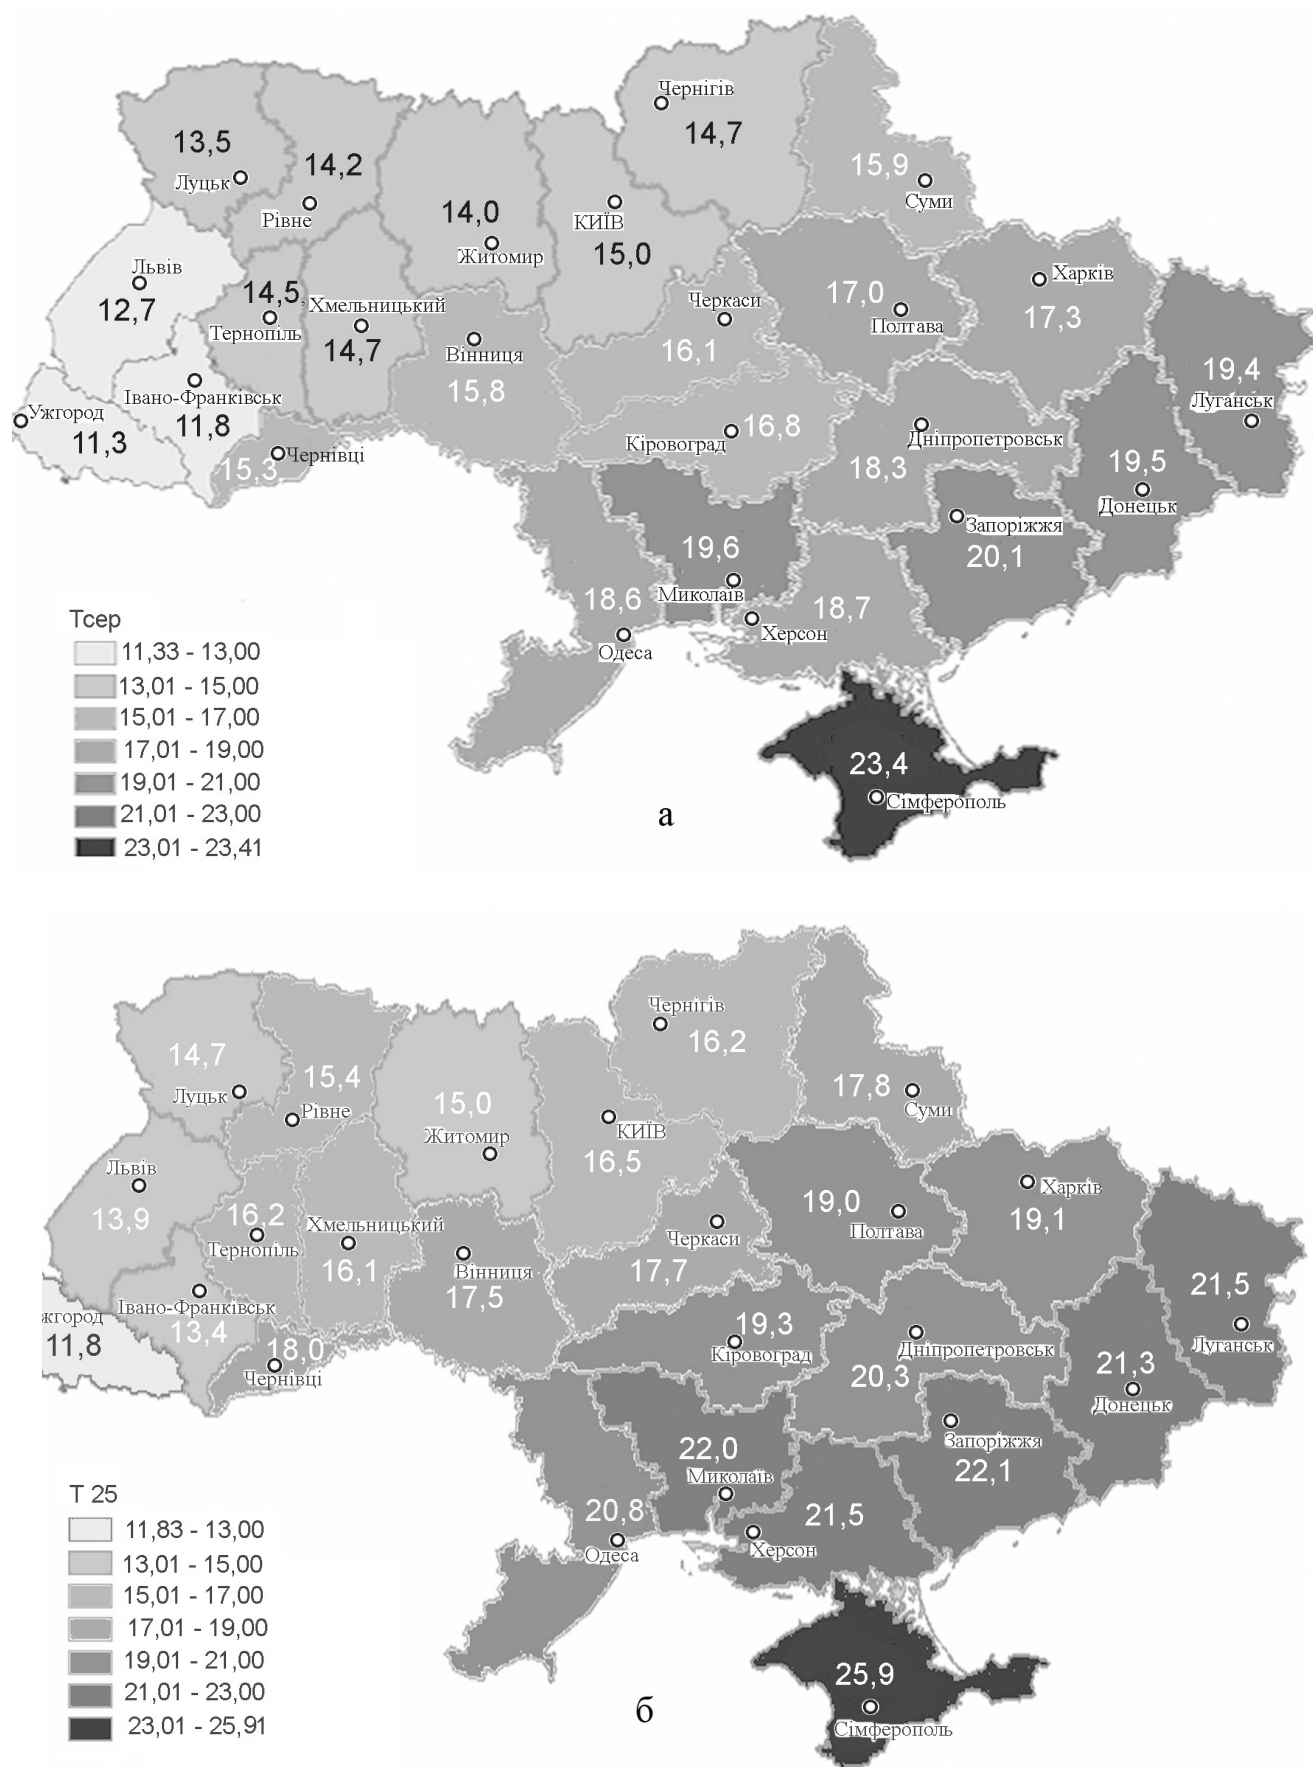 Чернігів
14,7
13,5
Луцьк
14,2
Рівне
15,9
Суми
14,0
Житомир
КИЇВ
15,0
Львів
12,7
14,5
Тернопіль
Хмельницький
14,7
Вінниця
15,8
Черкаси
16,1
17,0
Полтава
Харків
17,3
19,4
Луганськ
Ужгород
11,3
Івано-Франківськ
11,8
15,3
Чернівці
Кіровоград
16,8
Дніпропетровськ
18,3
19,5
Донецьк
Запоріжжя
20,1
19,6
Миколаїв
18,6
Одеса
18,7
Херсон
23,4
Сімферополь
Тсер
11,33 - 13,00
13,01 - 15,00
15,01 - 17,00
17,01 - 19,00
19,01 - 21,00
21,01 - 23,00
23,01 - 23,41
а
Чернігів
16,2
14,7
Луцьк
15,4
Рівне
17,8
Суми
15,0
Житомир
КИЇВ
16,5
Львів
13,9
16,2
Тернопіль
Хмельницький
16,1
Вінниця
17,5
Черкаси
17,7
19,0
Полтава
Харків
19,1
21,5
Луганськ
жгород
11,8
Івано-Франківськ
13,4
18,0
Чернівці
19,3
Кіровоград
Дніпропетровськ
20,3
21,3
Донецьк
Запоріжжя
22,1
22,0
Миколаїв
20,8
Одеса
21,5
Херсон
25,9
Сімферополь
Т 25
11,83 - 13,00
13,01 - 15,00
15,01 - 17,00
17,01 - 19,00
19,01 - 21,00
21,01 - 23,00
23,01 - 25,91
б